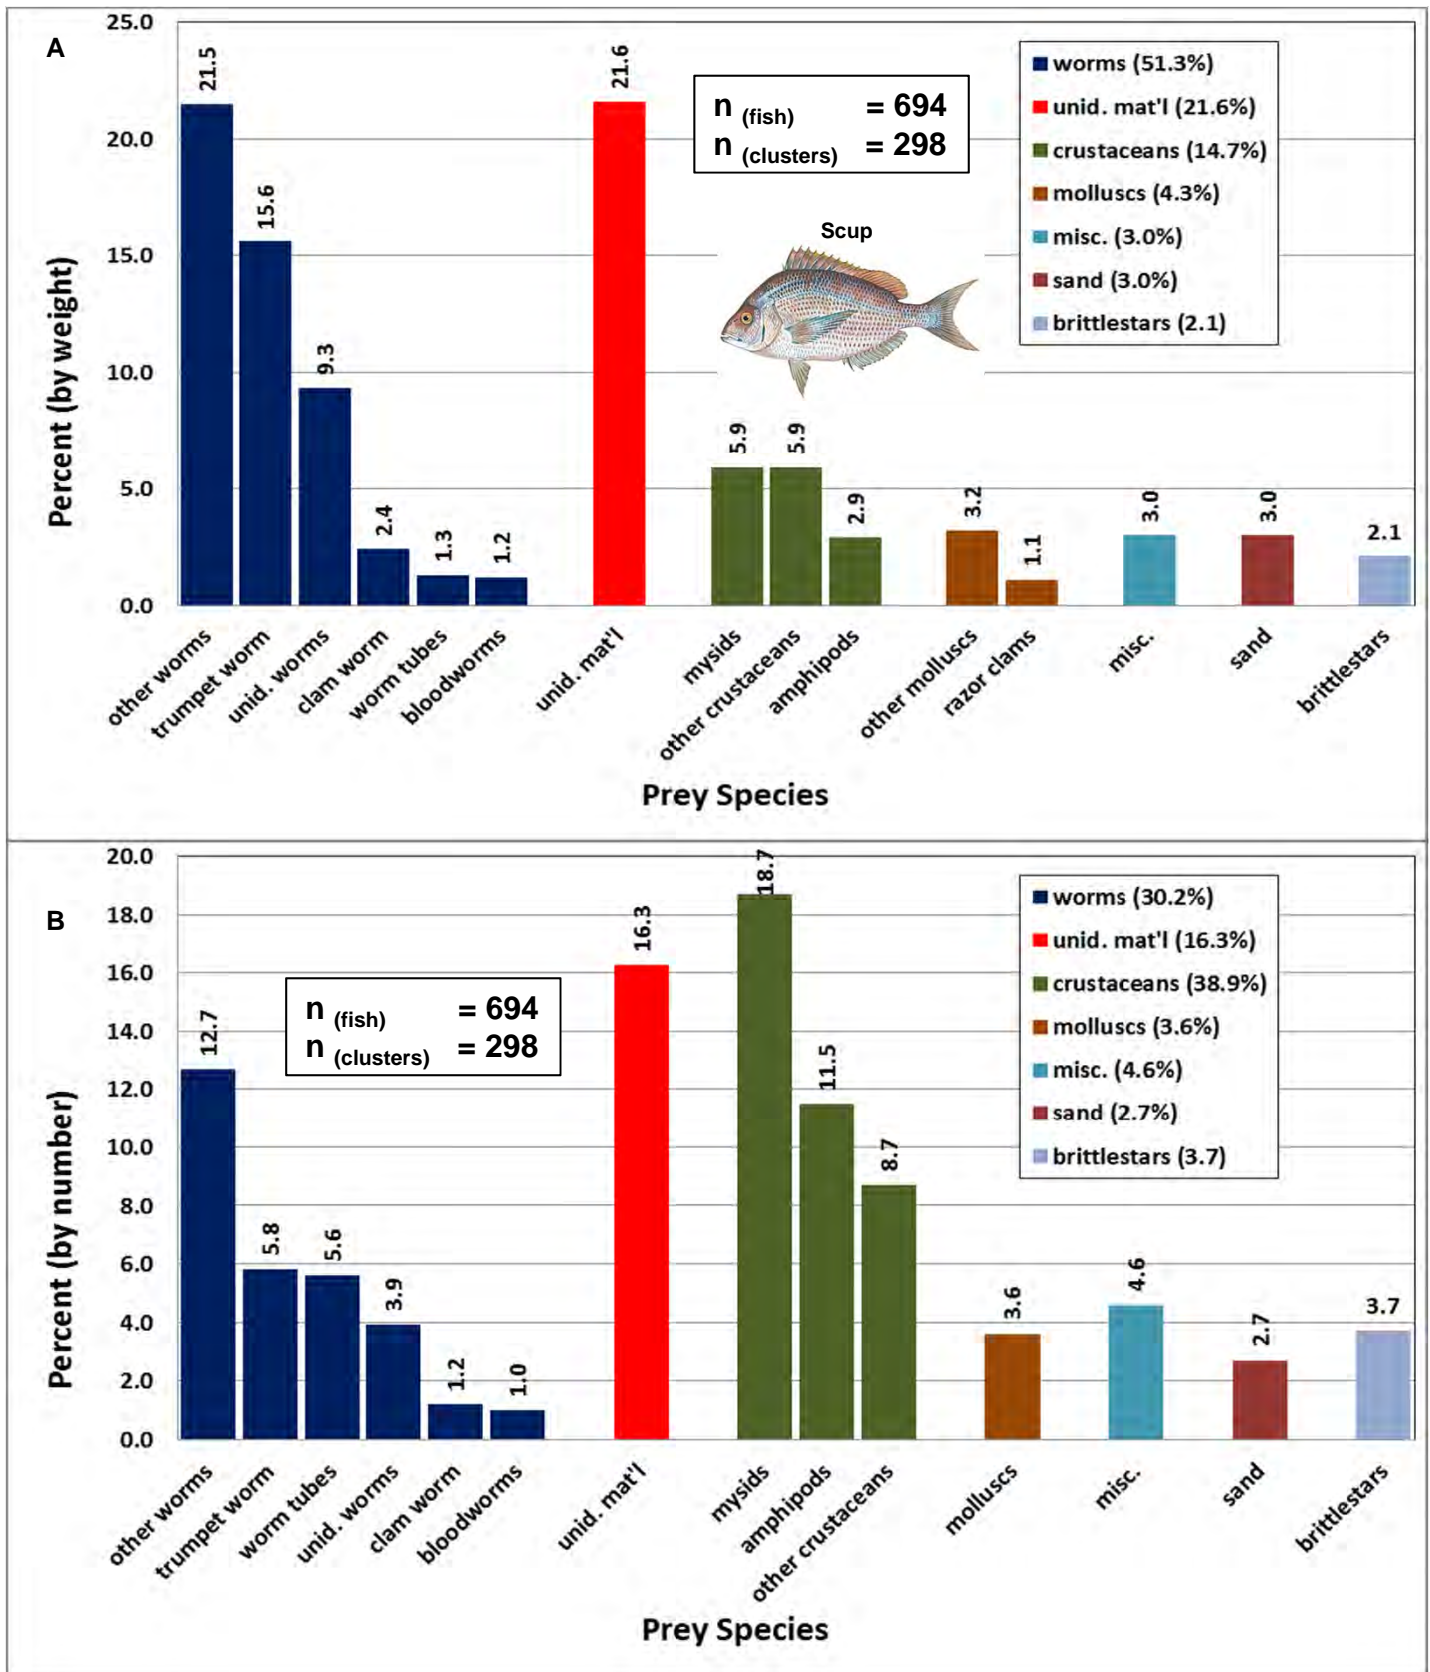 A
25.0
20.0
15.0
10.0
5.0
0.0
Percent (by weight)
21.5
15.6
9.3
2.4
1.3
1.2
21.6
5.9
5.9
2.9
3.2
1.1
3.0
3.0
2.1
n (fish) = 694
n (clusters) = 298
Scup
worms (51.3%)
unid. mat'l (21.6%)
crustaceans (14.7%)
molluscs (4.3%)
misc. (3.0%)
sand (3.0%)
brittlestars (2.1)
other worms
trumpet worm
unid. worms
clam worm
worm tubes
bloodworms
unid. mat'l
mysids
other crustaceans
amphipods
other molluscs
razor clams
misc.
sand
brittlestars
Prey Species
B
20.0
18.0
16.0
14.0
12.0
10.0
8.0
6.0
4.0
2.0
0.0
Percent (by number)
12.7
5.8
5.6
3.9
1.2
1.0
16.3
18.7
11.5
8.7
3.6
4.6
2.7
3.7
n (fish) = 694
n (clusters) = 298
worms (30.2%)
unid. mat'l (16.3%)
crustaceans (38.9%)
molluscs (3.6%)
misc. (4.6%)
sand (2.7%)
brittlestars (3.7)
other worms
trumpet worm
worm tubes
unid. worms
clam worm
bloodworms
unid. mat'l
mysids
amphipods
other crustaceans
molluscs
misc.
sand
brittlestars
Prey Species